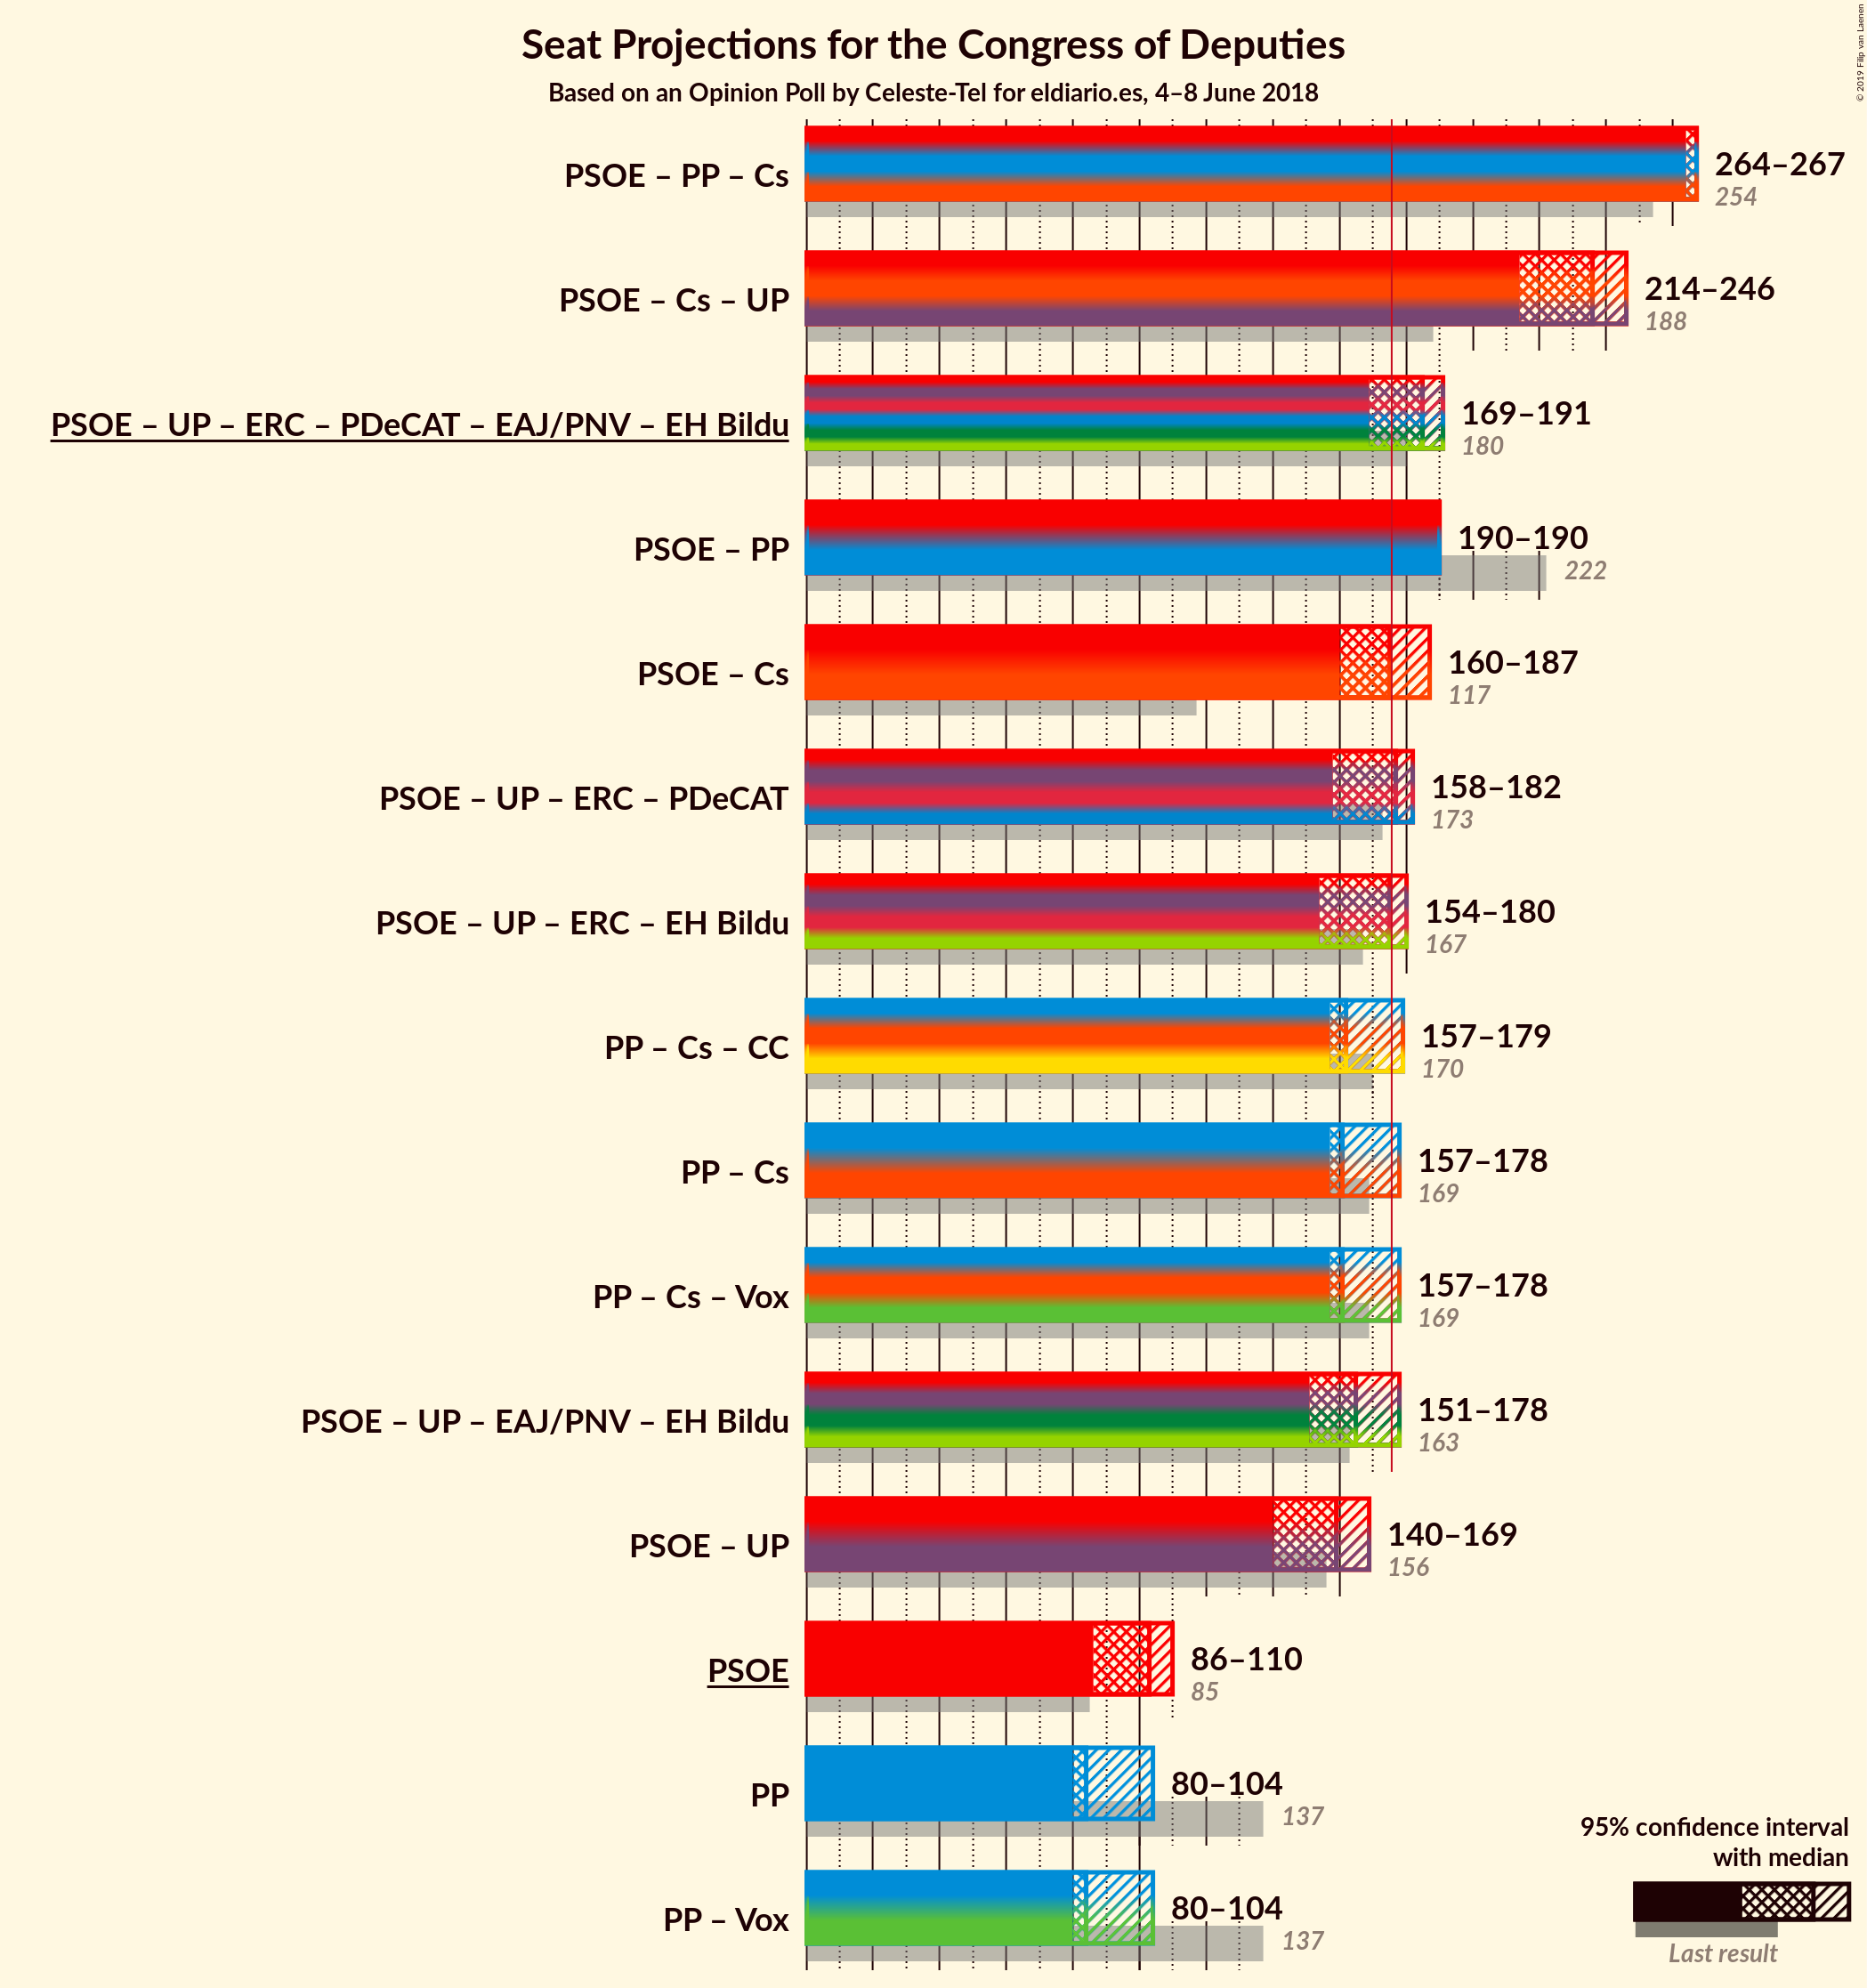 Seat Projections for the Congress of Deputies
Based on an Opinion Poll by Celeste-Tel for eldiario.es, 4–8 June 2018
© 2019 Filip van Laenen
PSOE – PP – Cs
264–267
254
PSOE – Cs – UP
214–246
188
PSOE – UP – ERC – PDeCAT – EAJ/PNV – EH Bildu
169–191
180
PSOE – PP
190–190
222
PSOE – Cs
160–187
117
PSOE – UP – ERC – PDeCAT
158–182
173
PSOE – UP – ERC – EH Bildu
154–180
167
PP – Cs – CC
157–179
170
PP – Cs
157–178
169
PP – Cs – Vox
157–178
169
PSOE – UP – EAJ/PNV – EH Bildu
151–178
163
PSOE – UP
140–169
156
PSOE
86–110
85
PP
80–104
137
PP – Vox
80–104
137
95% confidence interval
with median
Last result